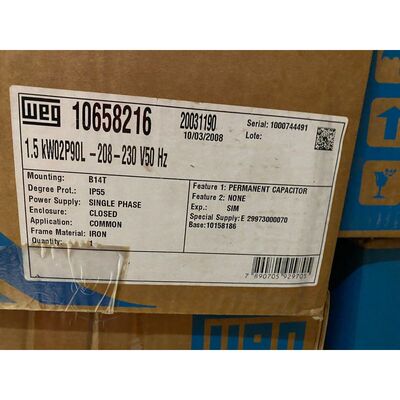 WEG 10658216 20031190 Serial: 1000744491
10/03/2008 Lote:
1.5 kW02P90L -208-230 V50 Hz
Mounting: B14T
Degree Prot.: IP55
Power Supply: SINGLE PHASE
Enclosure: CLOSED
Application: COMMON
Frame Material: IRON
Quantity: 1
Feature 1: PERMANENT CAPACITOR
Feature 2: NONE
Exp.: SIM
Special Supply: E 29973000070
Base: 10158186
7 890705 929705
WEG